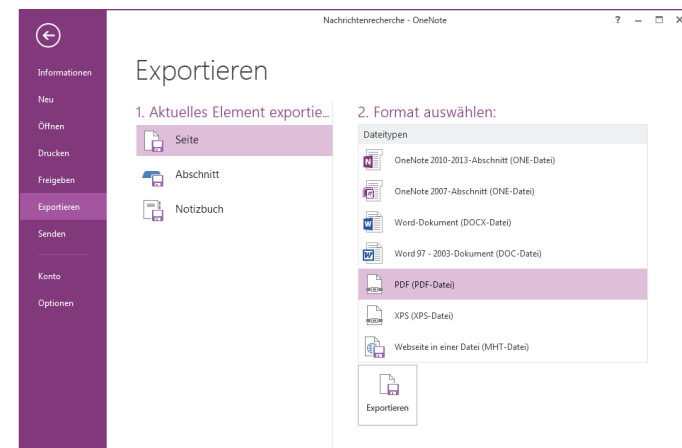 Nachrichtenrecherche - OneNote
?
Informationen
Neu
Öffnen
Drucken
Freigeben
Exportieren
Senden
Konto
Optionen
Exportieren
1. Aktuelles Element exportie...
Seite
Abschnitt
Notizbuch
2. Format auswählen:
Dateitypen
OneNote 2010-2013-Abschnitt (ONE-Datei)
OneNote 2007-Abschnitt (ONE-Datei)
Word-Dokument (DOCX-Datei)
Word 97 - 2003-Dokument (DOC-Datei)
PDF (PDF-Datei)
XPS (XPS-Datei)
Webseite in einer Datei (MHT-Datei)
Exportieren